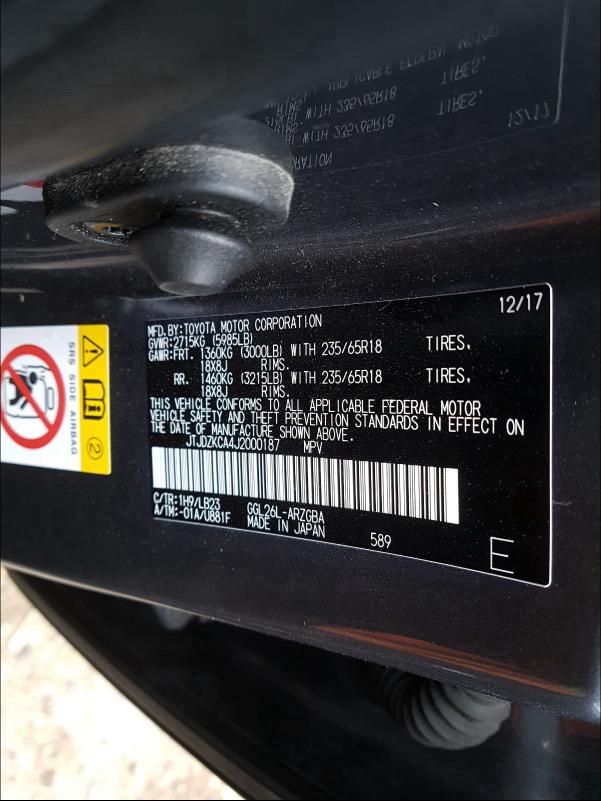 12/17
MFD.BY:TOYOTA MOTOR CORPORATION
GVWR:2715KG (5985LB)
GAWR:FRT. 1360KG (3000LB) WITH 235/65R18 TIRES.
18X8J RIMS.
RR. 1460KG (3215LB) WITH 235/65R18 TIRES.
18X8J RIMS.
THIS VEHICLE CONFORMS TO ALL APPLICABLE FEDERAL MOTOR
VEHICLE SAFETY AND THEFT PREVENTION STANDARDS IN EFFECT ON
THE DATE OF MANUFACTURE SHOWN ABOVE.
JTJDZKCA4J2000187 MPV
C/TR:1H9/LB23 GGL26L-ARZGBA
A/TM:-01A/U881F MADE IN JAPAN
589
E
SRS SIDE AIRBAG
2